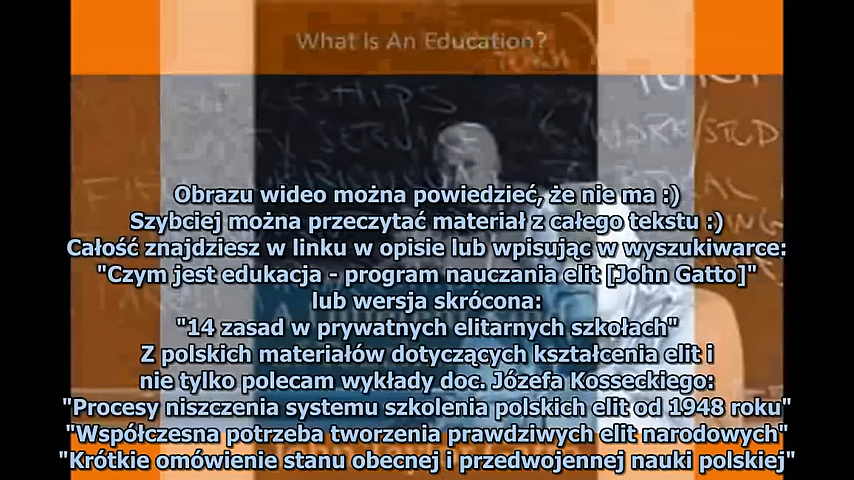 What Is An Education?
Obrazu wideo można powiedzieć, że nie ma :)
Szybciej można przeczytać materiał z całego tekstu :)
Całość znajdziesz w linku w opisie lub wpisując w wyszukiwarce:
"Czym jest edukacja - program nauczania elit [John Gatto]"
lub wersja skrócona:
"14 zasad w prywatnych elitarnych szkołach"
Z polskich materiałów dotyczących kształcenia elit i
nie tylko polecam wykłady doc. Józefa Kosseckiego:
"Procesy niszczenia systemu szkolenia polskich elit od 1948 roku"
"Współczesna potrzeba tworzenia prawdziwych elit narodowych"
"Krótkie omówienie stanu obecnej i przedwojennej nauki polskiej"